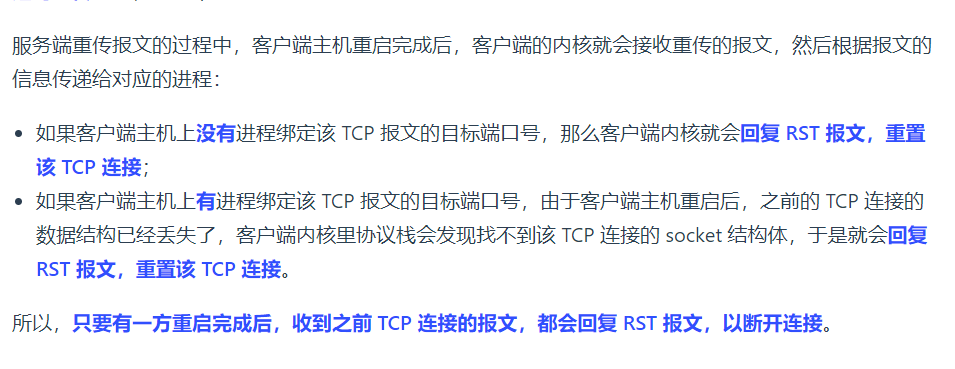 服务端重传报文的过程中，客户端主机重启完成后，客户端的内核就会接收重传的报文，然后根据报文的
信息传递给对应的进程：
如果客户端主机上没有进程绑定该 TCP 报文的目标端口号，那么客户端内核就会回复 RST 报文，重置
该 TCP 连接；
如果客户端主机上有进程绑定该 TCP 报文的目标端口号，由于客户端主机重启后，之前的 TCP 连接的
数据结构已经丢失了，客户端内核里协议栈会发现找不到该 TCP 连接的 socket 结构体，于是就会回复
RST 报文，重置该 TCP 连接。
所以，只要有一方重启完成后，收到之前 TCP 连接的报文，都会回复 RST 报文，以断开连接。